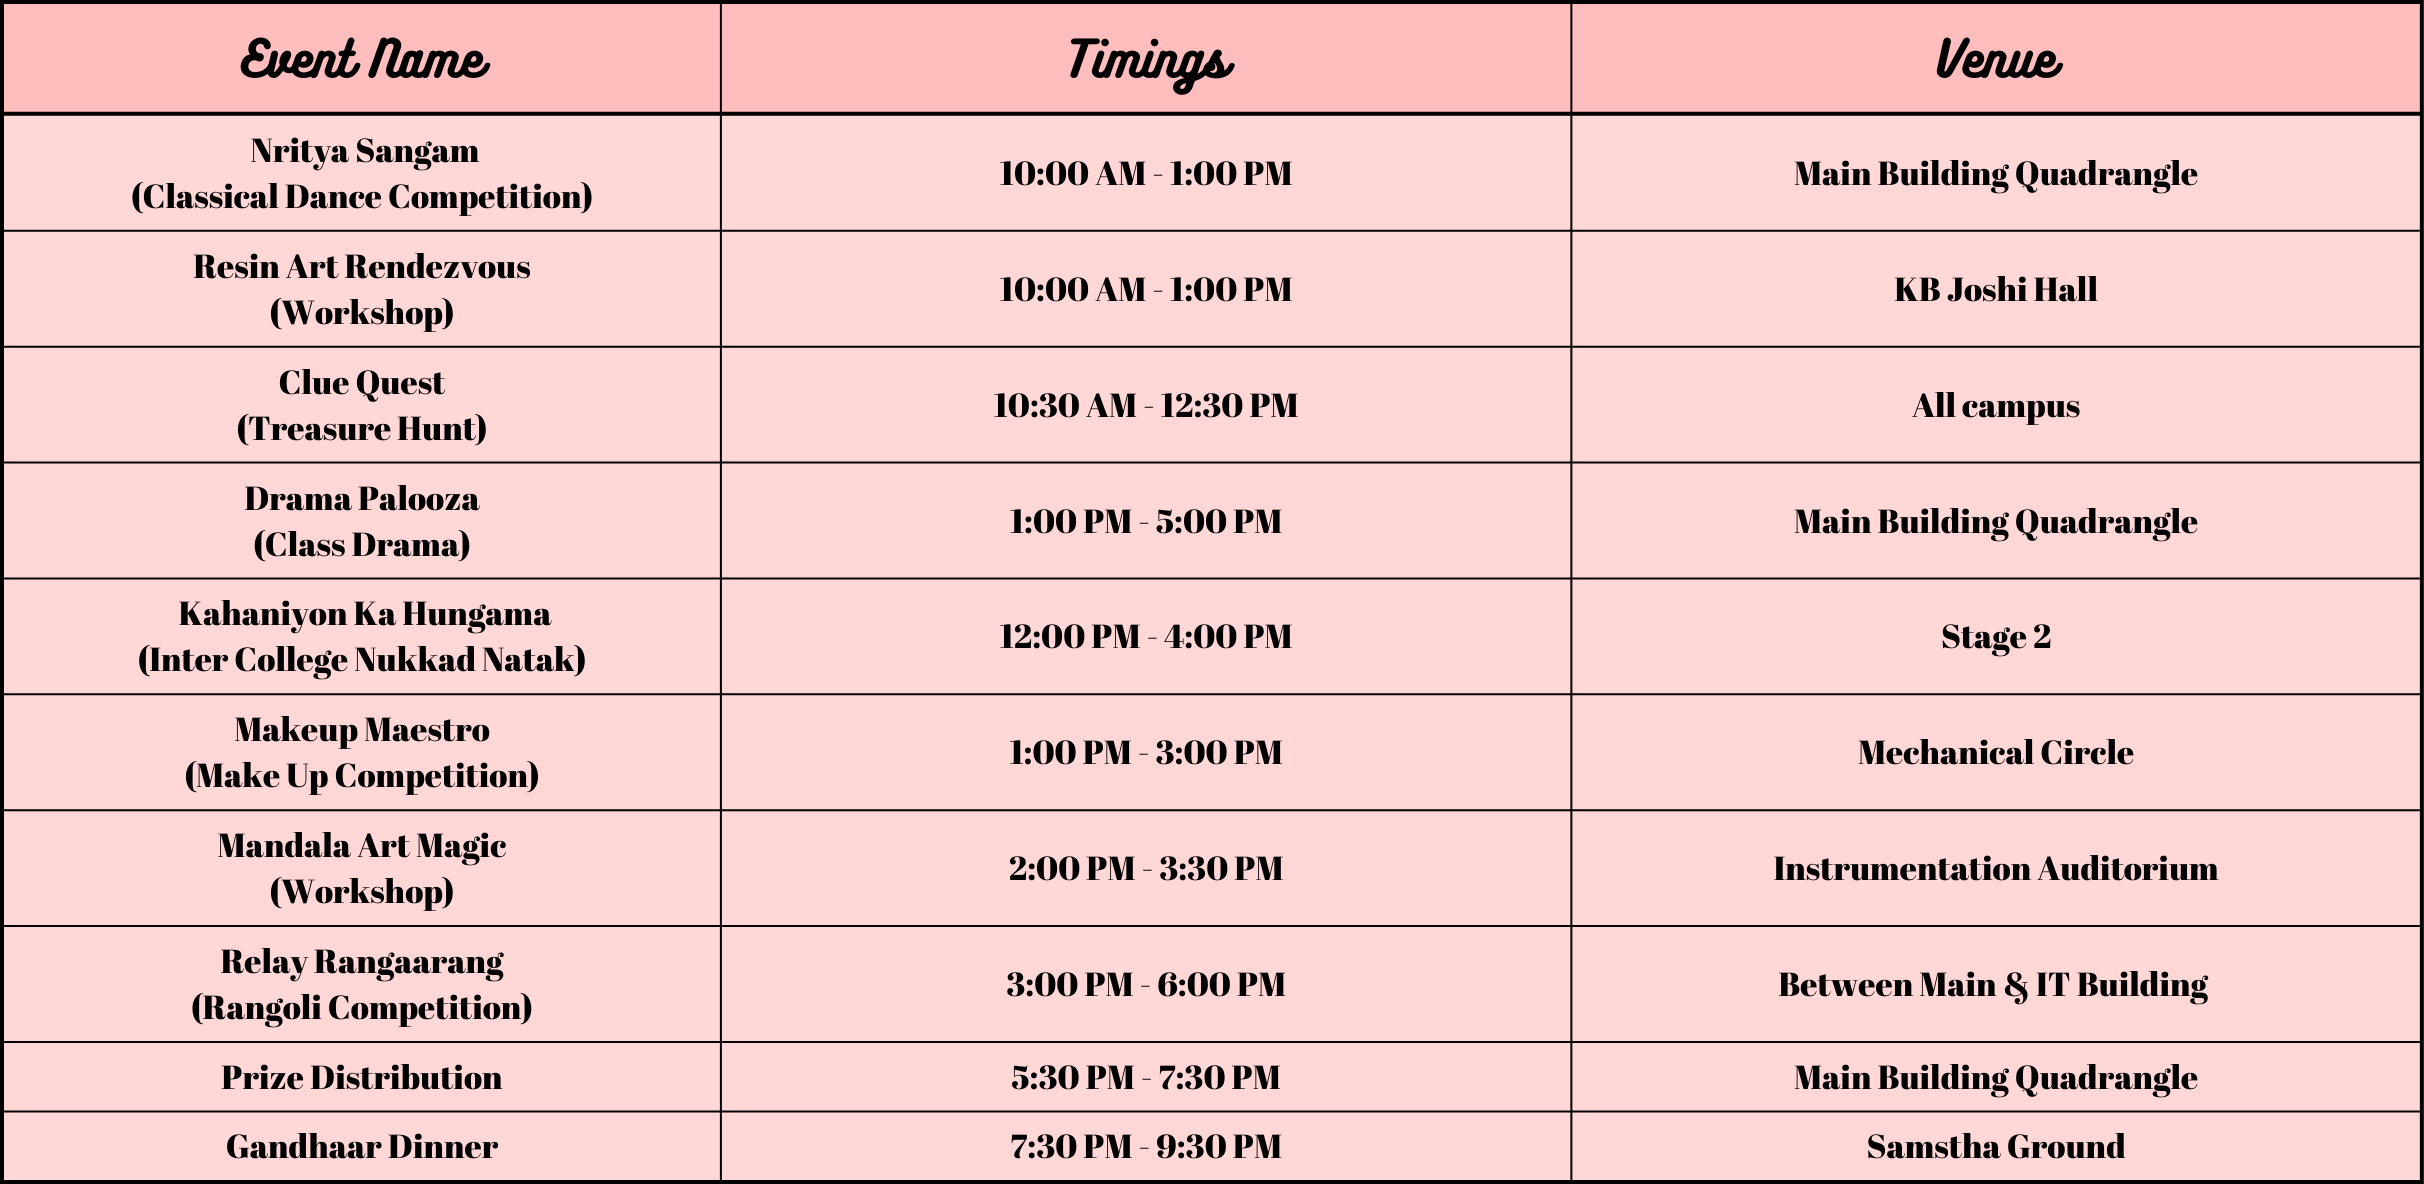 Event Name
Timings
Venue
Nritya Sangam
(Classical Dance Competition)
10:00 AM - 1:00 PM
Main Building Quadrangle
Resin Art Rendezvous
(Workshop)
10:00 AM - 1:00 PM
KB Joshi Hall
Clue Quest
(Treasure Hunt)
10:30 AM - 12:30 PM
All campus
Drama Palooza
(Class Drama)
1:00 PM - 5:00 PM
Main Building Quadrangle
Kahaniyon Ka Hungama
(Inter College Nukkad Natak)
12:00 PM - 4:00 PM
Stage 2
Makeup Maestro
(Make Up Competition)
1:00 PM - 3:00 PM
Mechanical Circle
Mandala Art Magic
(Workshop)
2:00 PM - 3:30 PM
Instrumentation Auditorium
Relay Rangaarang
(Rangoli Competition)
3:00 PM - 6:00 PM
Between Main & IT Building
Prize Distribution
5:30 PM - 7:30 PM
Main Building Quadrangle
Gandhaar Dinner
7:30 PM - 9:30 PM
Samstha Ground